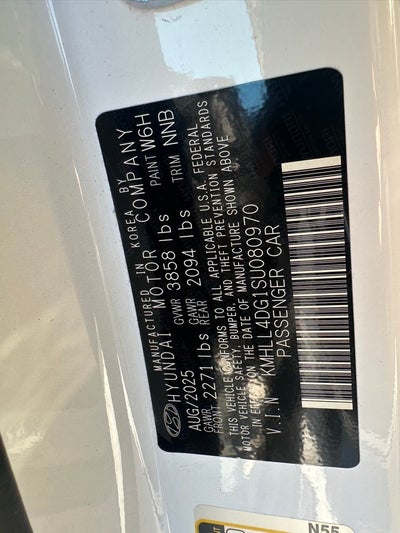 MANUFACTURED IN KOREA BY
HYUNDAI MOTOR COMPANY
AUG/2025 GVWR 3858 lbs PAINT W6H
GAWR FRONT 2271 lbs GAWR REAR 2094 lbs TRIM NNB
THIS VEHICLE CONFORMS TO ALL APPLICABLE U.S.A. FEDERAL
MOTOR VEHICLE SAFETY, BUMPER, AND THEFT PREVENTION STANDARDS
IN EFFECT ON THE DATE OF MANUFACTURE SHOWN ABOVE
V.I.N KMHLL4DG1SU080970
PASSENGER CAR
N55